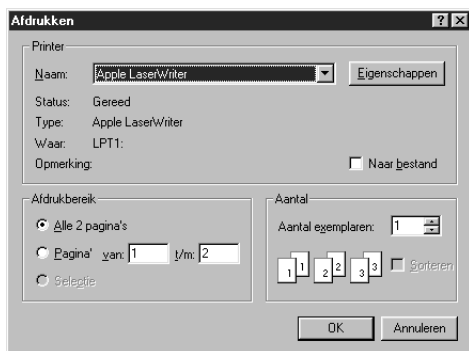 Afdrukken
Printer
Naam: Apple LaserWriter Eigenschappen
Status: Gereed
Type: Apple LaserWriter
Waar: LPT1:
Opmerking: Naar bestand
Afdrukbereik
Alle 2 pagina's
Pagina' van: 1 t/m: 2
Selectie
Aantal
Aantal exemplaren: 1
1 1 2 2 3 3 Sorteren
OK Annuleren